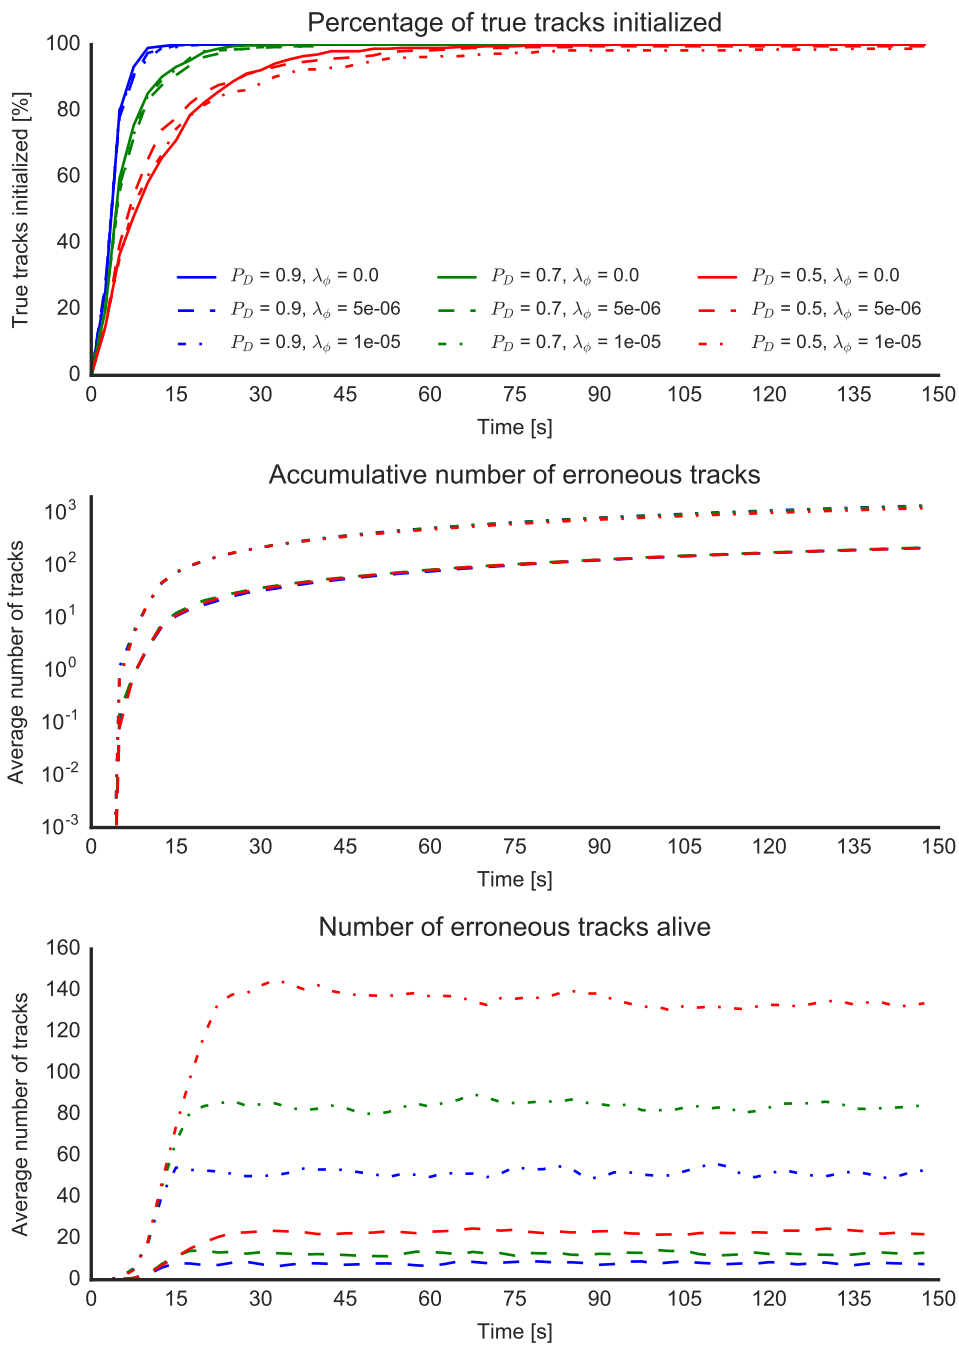 Percentage of true tracks initialized
True tracks initialized [%]
100
80
60
40
20
0
P_D = 0.9, λ_ϕ = 0.0
P_D = 0.7, λ_ϕ = 0.0
P_D = 0.5, λ_ϕ = 0.0
P_D = 0.9, λ_ϕ = 5e-06
P_D = 0.7, λ_ϕ = 5e-06
P_D = 0.5, λ_ϕ = 5e-06
P_D = 0.9, λ_ϕ = 1e-05
P_D = 0.7, λ_ϕ = 1e-05
P_D = 0.5, λ_ϕ = 1e-05
0 15 30 45 60 75 90 105 120 135 150
Time [s]
Accumulative number of erroneous tracks
Average number of tracks
10^3
10^2
10^1
10^0
10^-1
10^-2
10^-3
0 15 30 45 60 75 90 105 120 135 150
Time [s]
Number of erroneous tracks alive
Average number of tracks
160
140
120
100
80
60
40
20
0
0 15 30 45 60 75 90 105 120 135 150
Time [s]